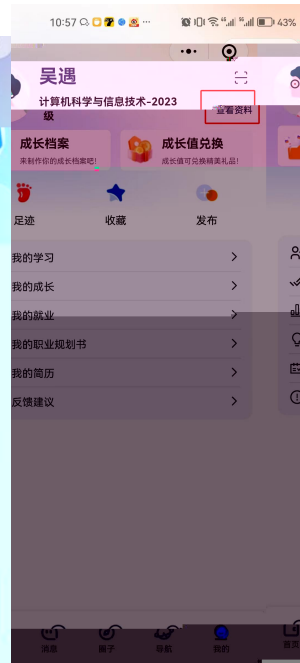 10:57
43%
吴遇
计算机科学与信息技术-2023
级
查看资料
成长档案
来制作你的成长档案吧!
成长值可兑换
成长值可兑换精美礼品!
足迹
收藏
发布
我的学习
我的成长
我的就业
我的职业规划书
我的简历
反馈建议
消息
圈子
导航
我的